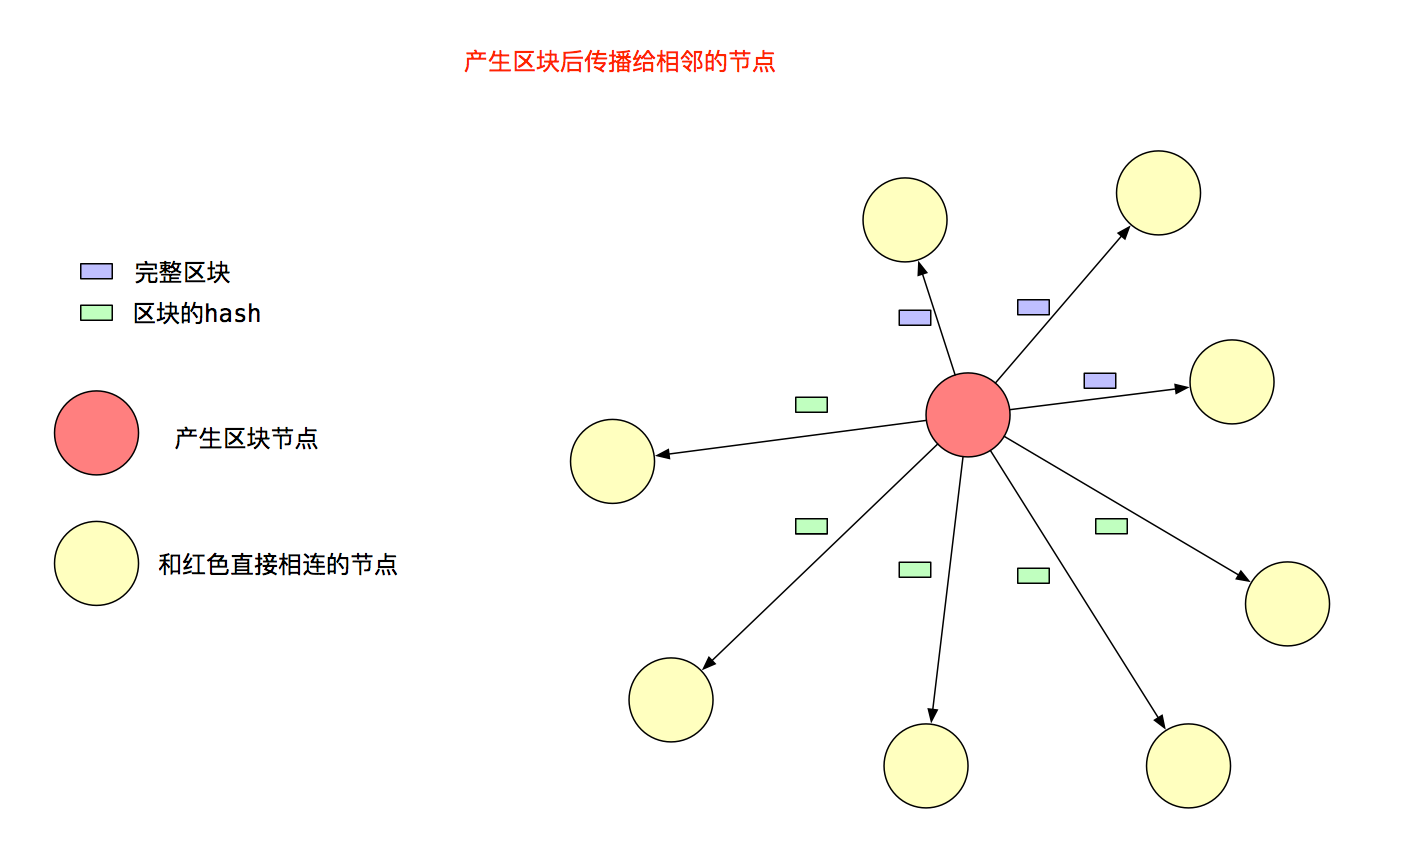 产生区块后传播给相邻的节点
完整区块
区块的hash
产生区块节点
和红色直接相连的节点